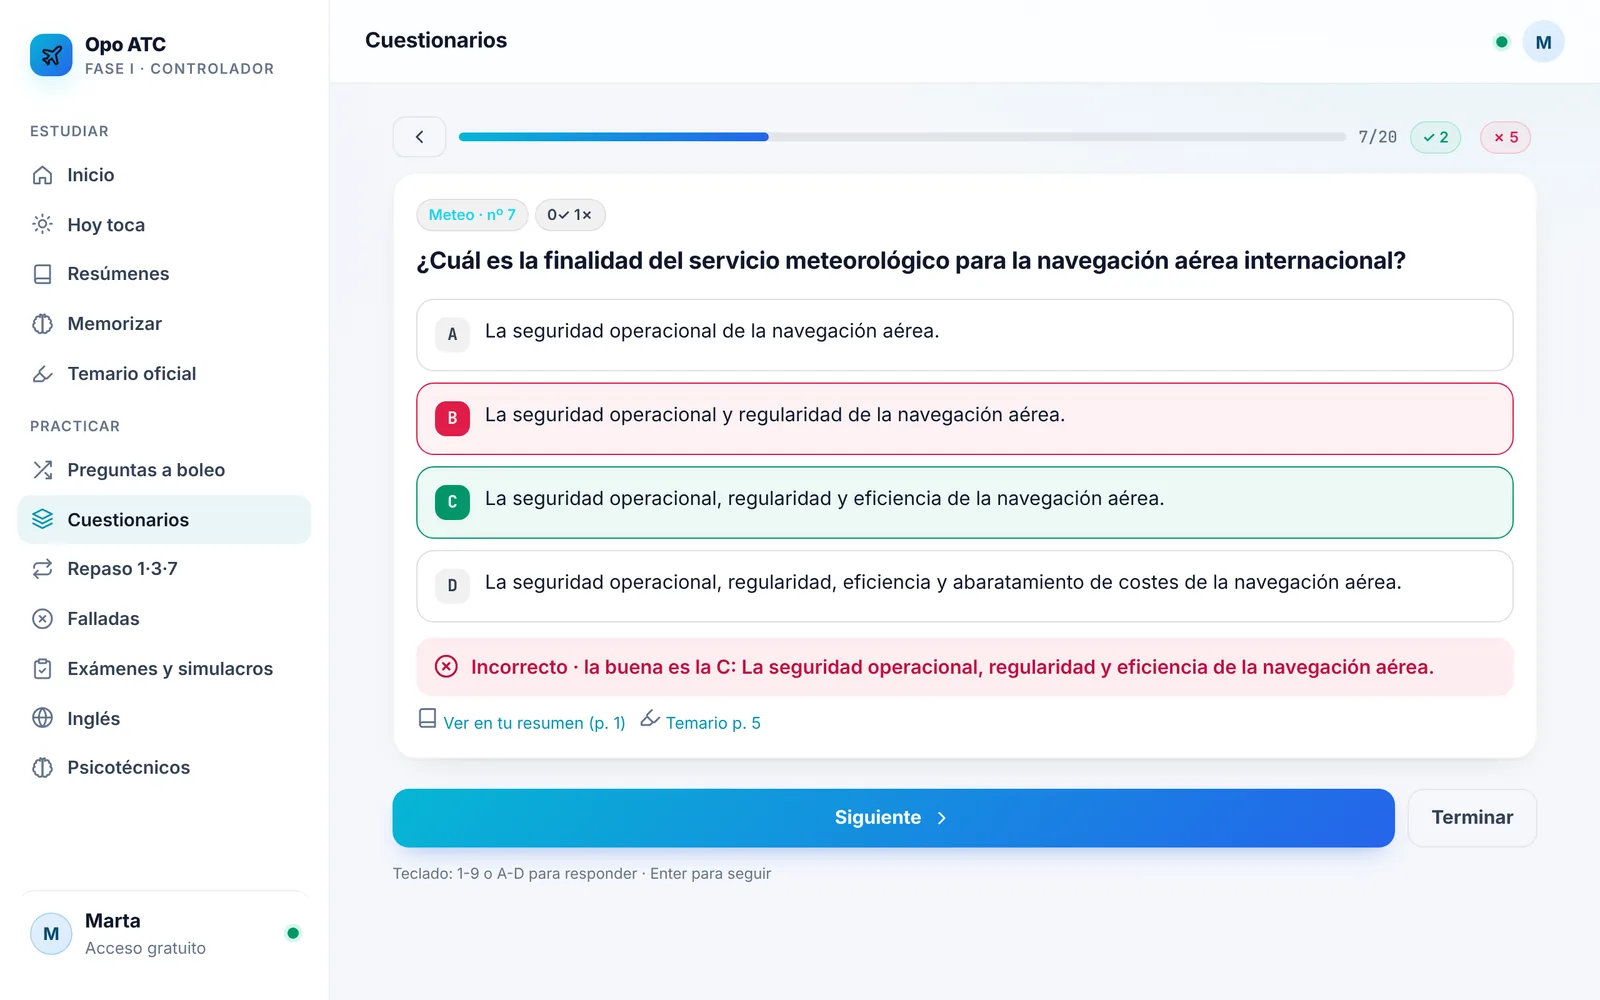 Opo ATC
FASE I · CONTROLADOR
ESTUDIAR
Inicio
Hoy toca
Resúmenes
Memorizar
Temario oficial
PRACTICAR
Preguntas a boleo
Cuestionarios
Repaso 1·3·7
Falladas
Exámenes y simulacros
Inglés
Psicotécnicos
M
Marta
Acceso gratuito
Cuestionarios
M
7/20
✓ 2
× 5
Meteo · nº 7
0✓ 1×
¿Cuál es la finalidad del servicio meteorológico para la navegación aérea internacional?
A La seguridad operacional de la navegación aérea.
B La seguridad operacional y regularidad de la navegación aérea.
C La seguridad operacional, regularidad y eficiencia de la navegación aérea.
D La seguridad operacional, regularidad, eficiencia y abaratamiento de costes de la navegación aérea.
Incorrecto · la buena es la C: La seguridad operacional, regularidad y eficiencia de la navegación aérea.
Ver en tu resumen (p. 1) Temario p. 5
Siguiente
Terminar
Teclado: 1-9 o A-D para responder · Enter para seguir